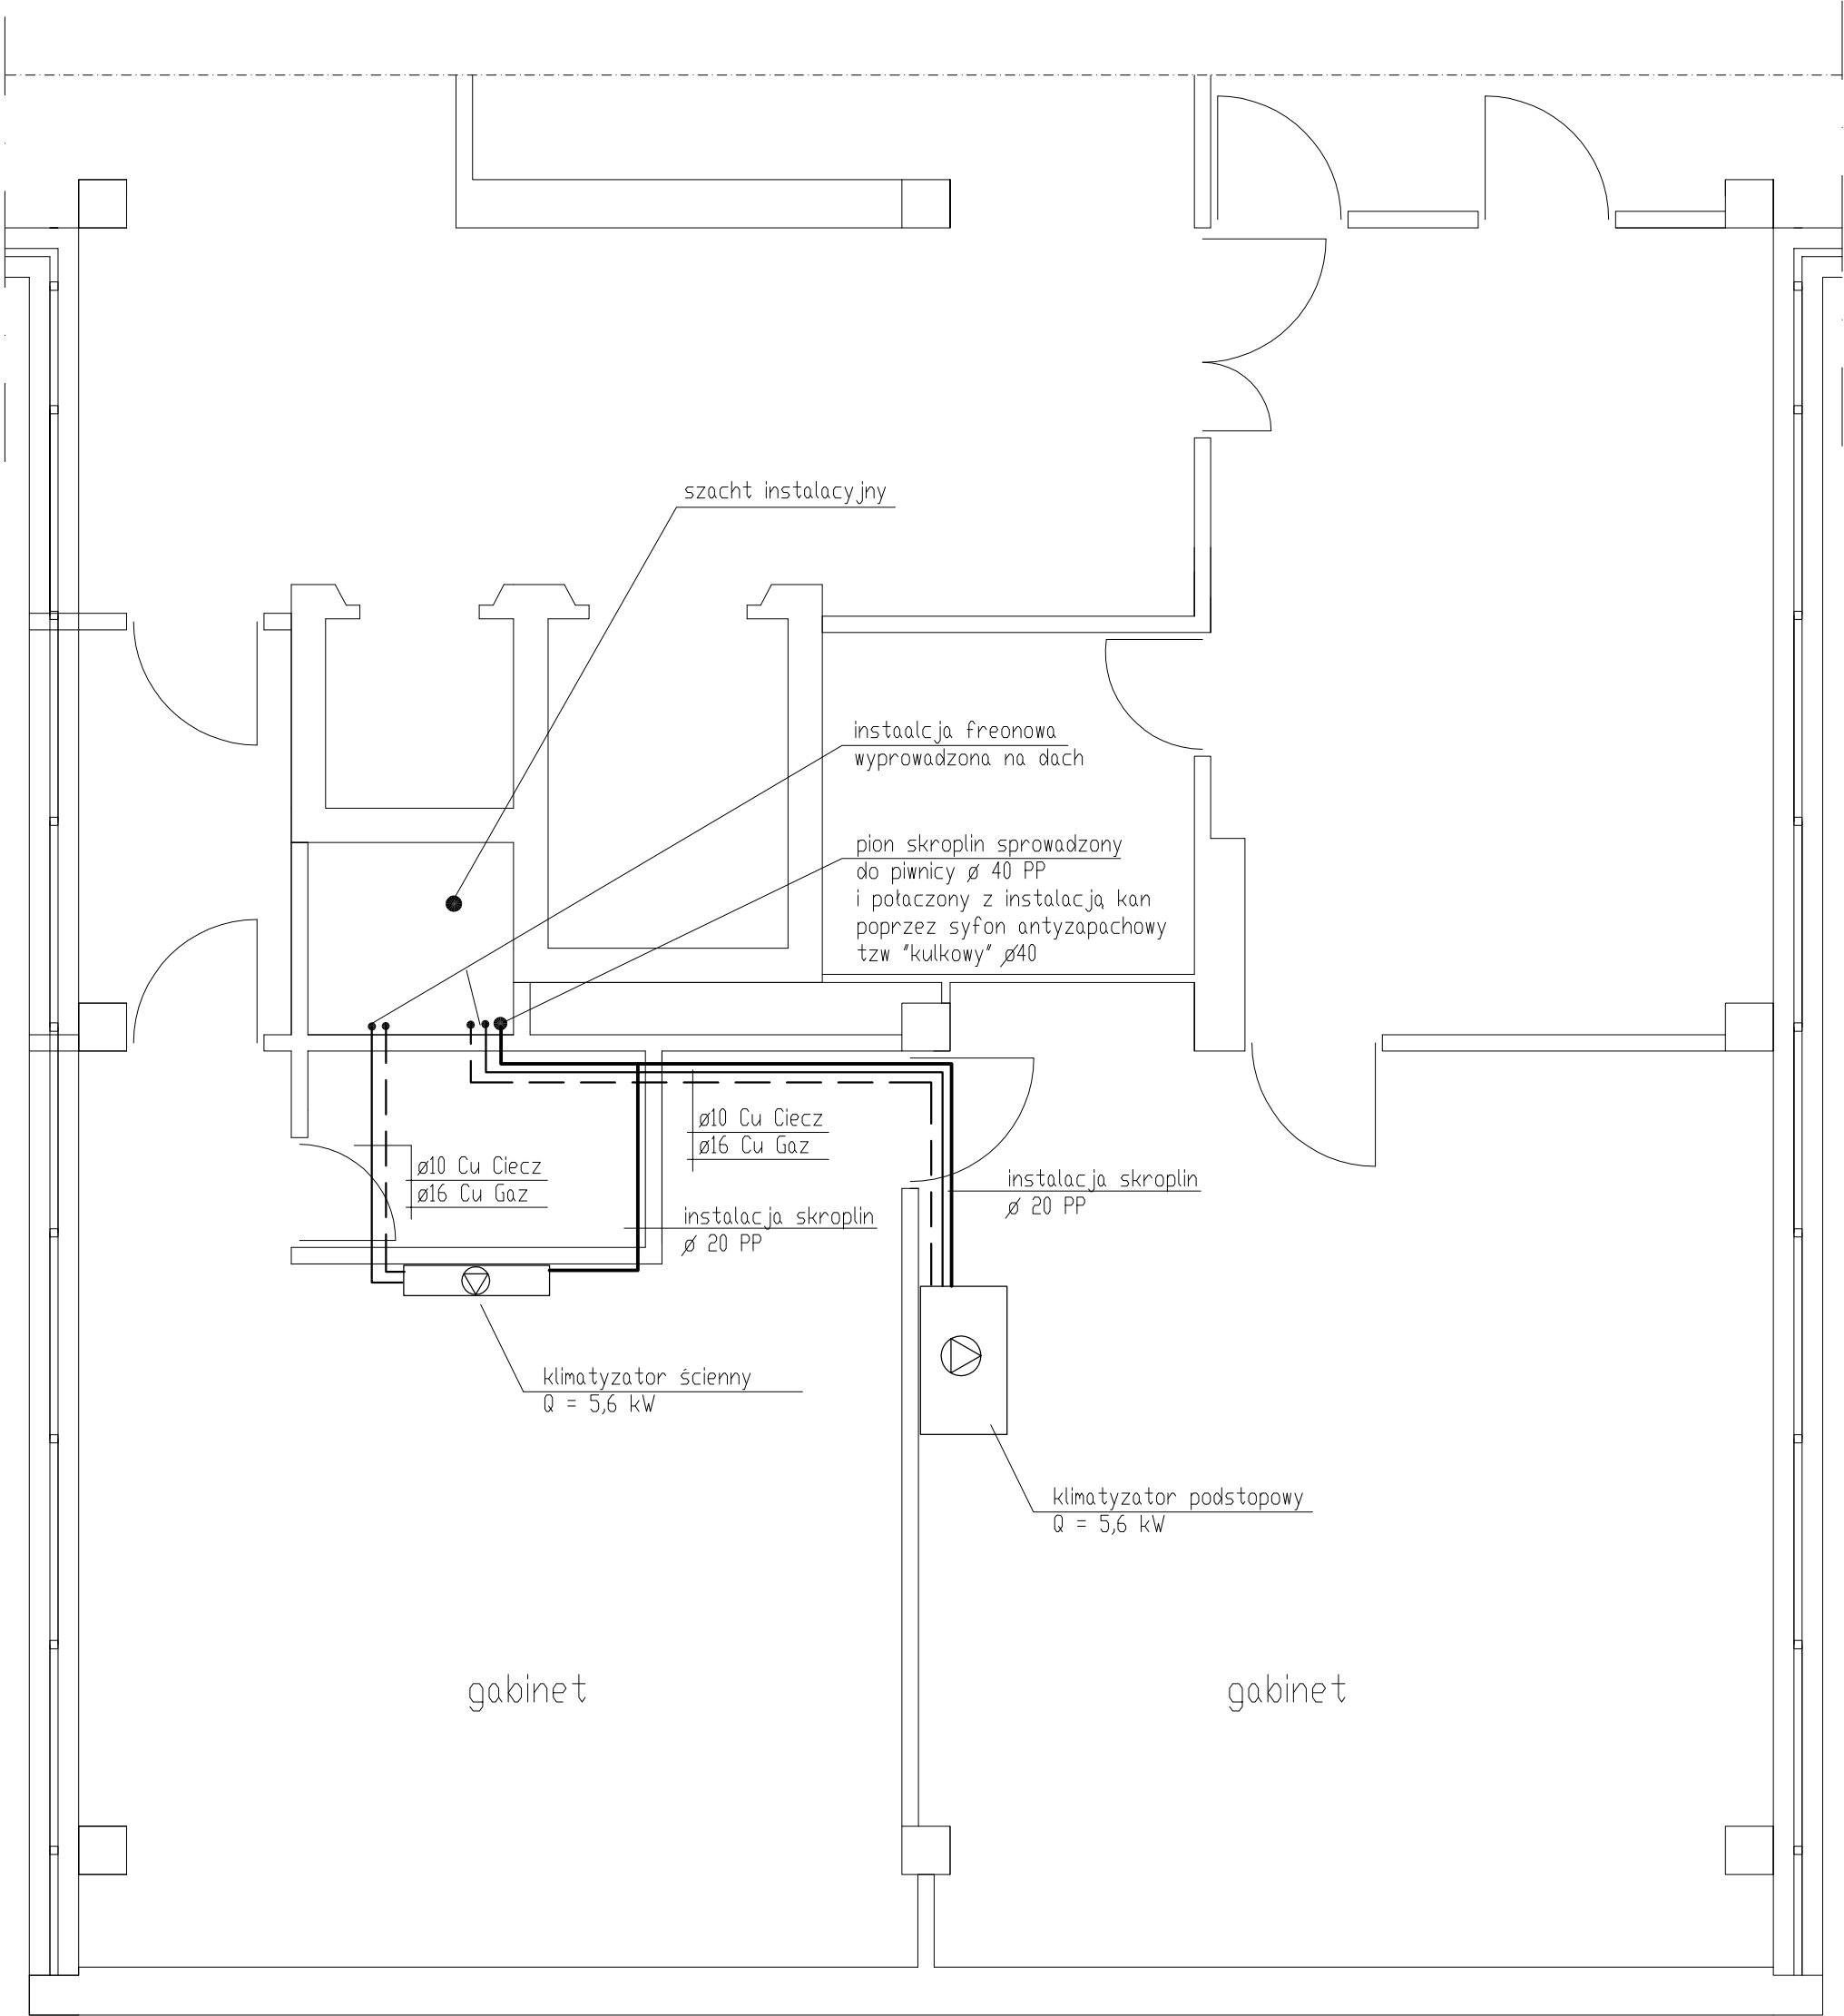 szacht instalacyjny
instaalcja freonowa
wyprowadzona na dach
pion skroplin sprowadzony
do piwnicy ø 40 PP
i połaczony z instalacją kan
poprzez syfon antyzapachowy
tzw "kulkowy" ø40
ø10 Cu Ciecz
ø16 Cu Gaz
ø10 Cu Ciecz
ø16 Cu Gaz
instalacja skroplin
ø 20 PP
instalacja skroplin
ø 20 PP
klimatyzator ścienny
Q = 5,6 kW
klimatyzator podstopowy
Q = 5,6 kW
gabinet
gabinet